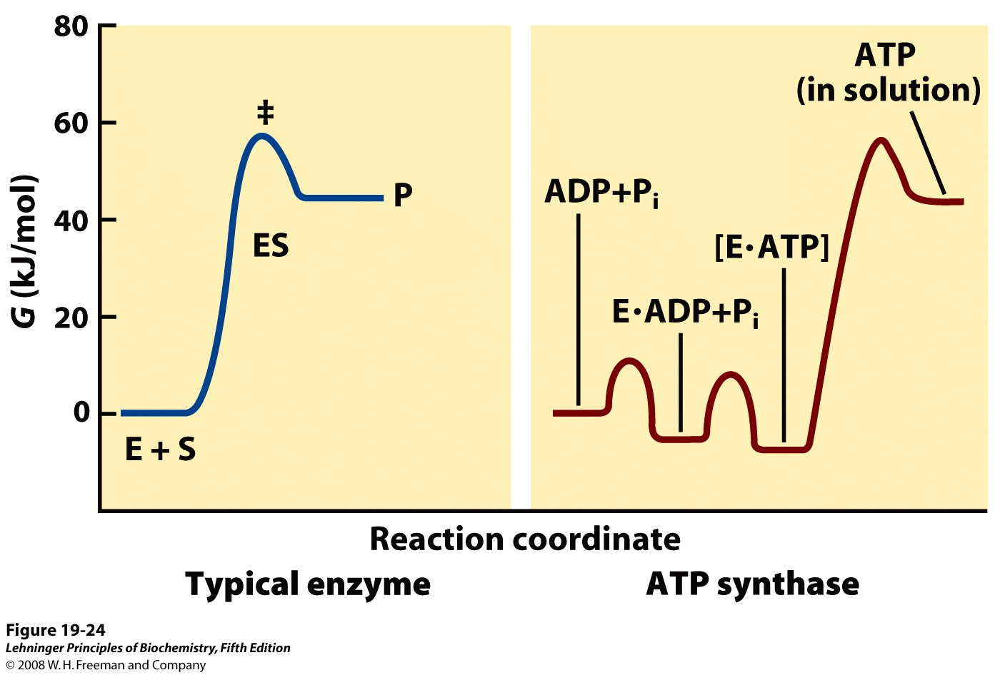 80
60
40
20
0
G (kJ/mol)
‡
P
ES
E + S
ATP
(in solution)
ADP+Pi
[E·ATP]
E·ADP+Pi
Reaction coordinate
Typical enzyme
ATP synthase
Figure 19-24
Lehninger Principles of Biochemistry, Fifth Edition
© 2008 W. H. Freeman and Company